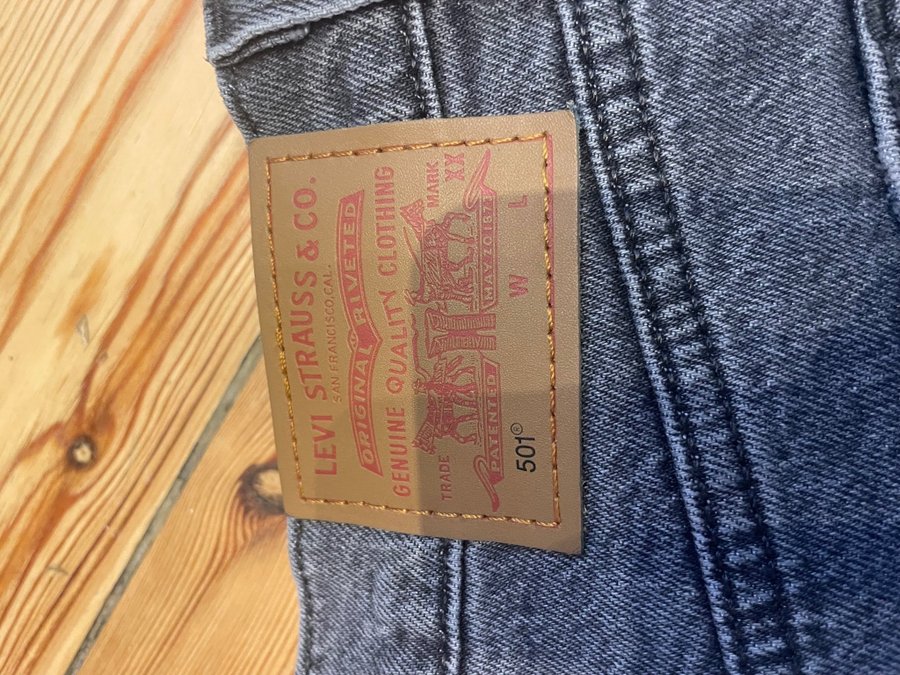 LEVI STRAUSS & CO.
SAN FRANCISCO, CAL.
ORIGINAL RIVETED
GENUINE QUALITY CLOTHING
TRADE MARK
PATENTED MAY 20 1873
XX
501® W L